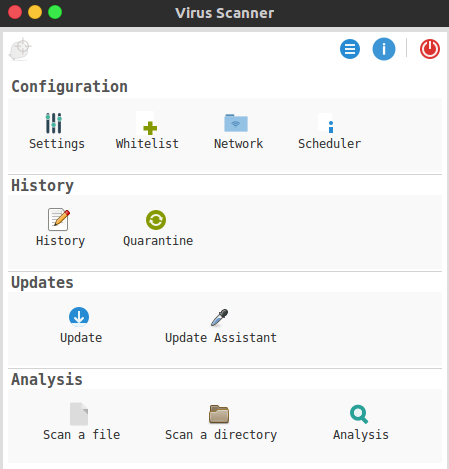 Virus Scanner
Configuration
Settings Whitelist Network Scheduler
History
History Quarantine
Updates
Update Update Assistant
Analysis
Scan a file Scan a directory Analysis